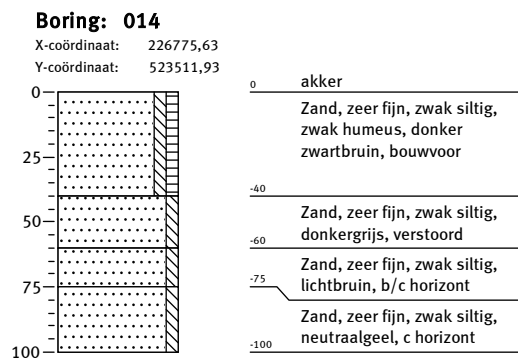 Boring: 014
X-coördinaat: 226775,63
Y-coördinaat: 523511,93
0
25
50
75
100
0 akker
Zand, zeer fijn, zwak siltig,
zwak humeus, donker
zwartbruin, bouwvoor
-40
Zand, zeer fijn, zwak siltig,
donkergrijs, verstoord
-60
Zand, zeer fijn, zwak siltig,
lichtbruin, b/c horizont
-75
Zand, zeer fijn, zwak siltig,
neutraalgeel, c horizont
-100